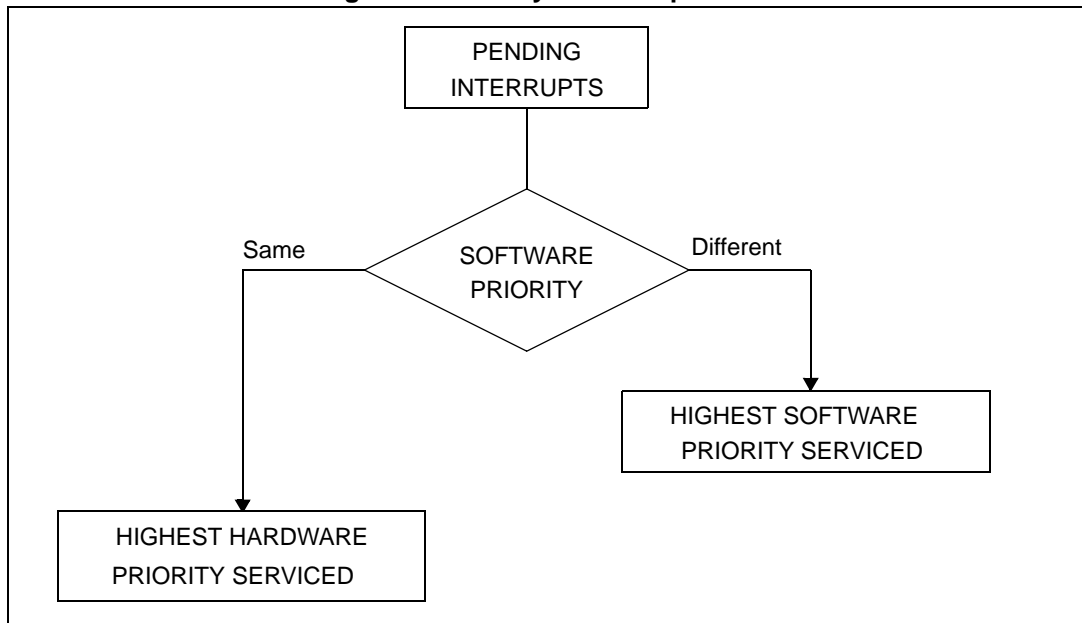 PENDING
INTERRUPTS
Same
SOFTWARE
PRIORITY
Different
HIGHEST SOFTWARE
PRIORITY SERVICED
HIGHEST HARDWARE
PRIORITY SERVICED